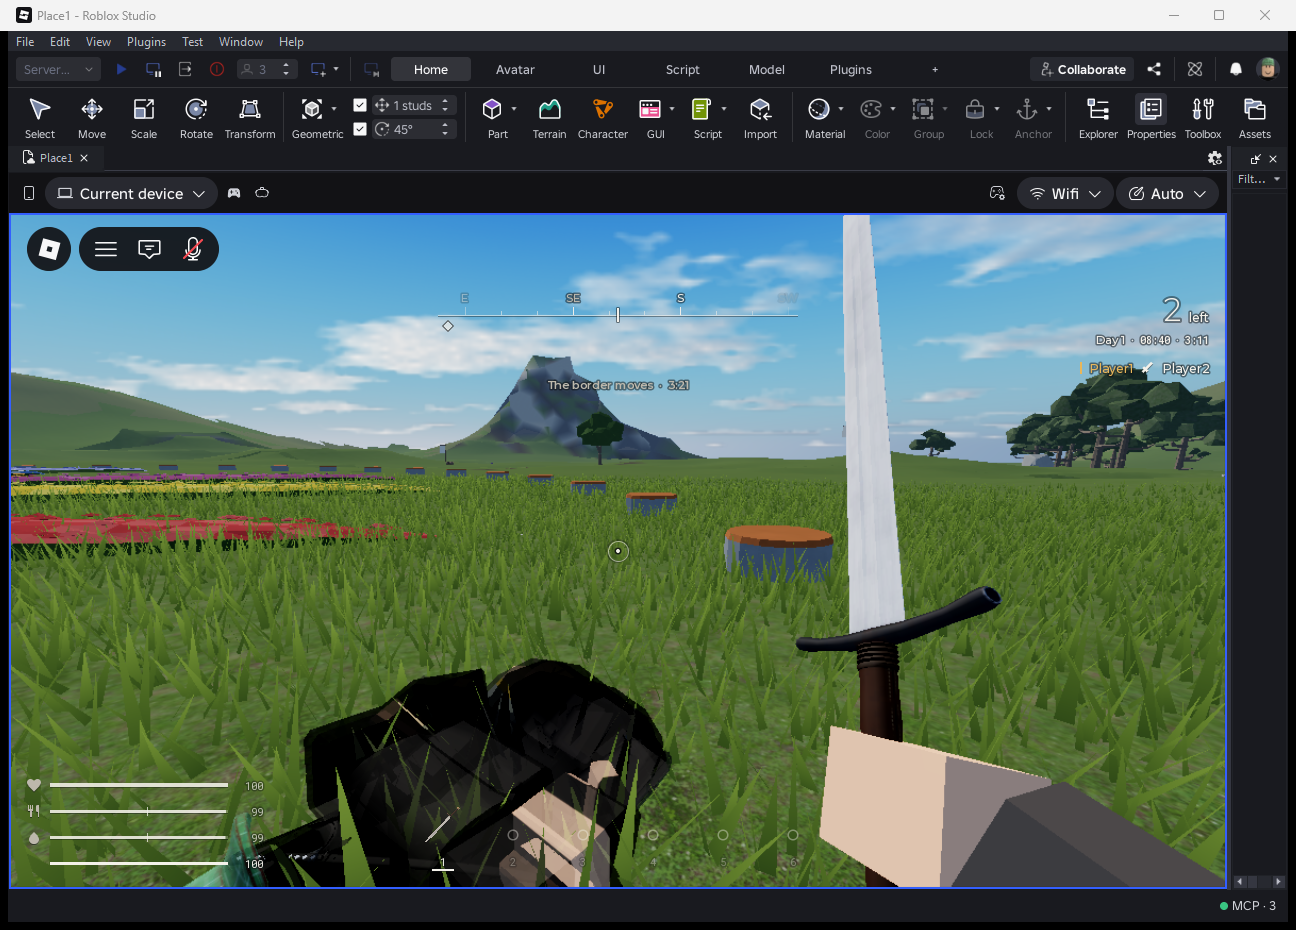 Place1 - Roblox Studio
File Edit View Plugins Test Window Help
Server... 3 Home Avatar UI Script Model Plugins + Collaborate
1 studs
45°
Select Move Scale Rotate Transform Geometric Part Terrain Character GUI Script Import Material Color Group Lock Anchor Explorer Properties Toolbox Assets
Place1
Filt...
Current device Wifi Auto
E SE S
2 left
Day1 · 08:40 · 3:11
Player1 Player2
The border moves · 3:21
100
99
99
100
1 2 3 4 5 6
MCP · 3